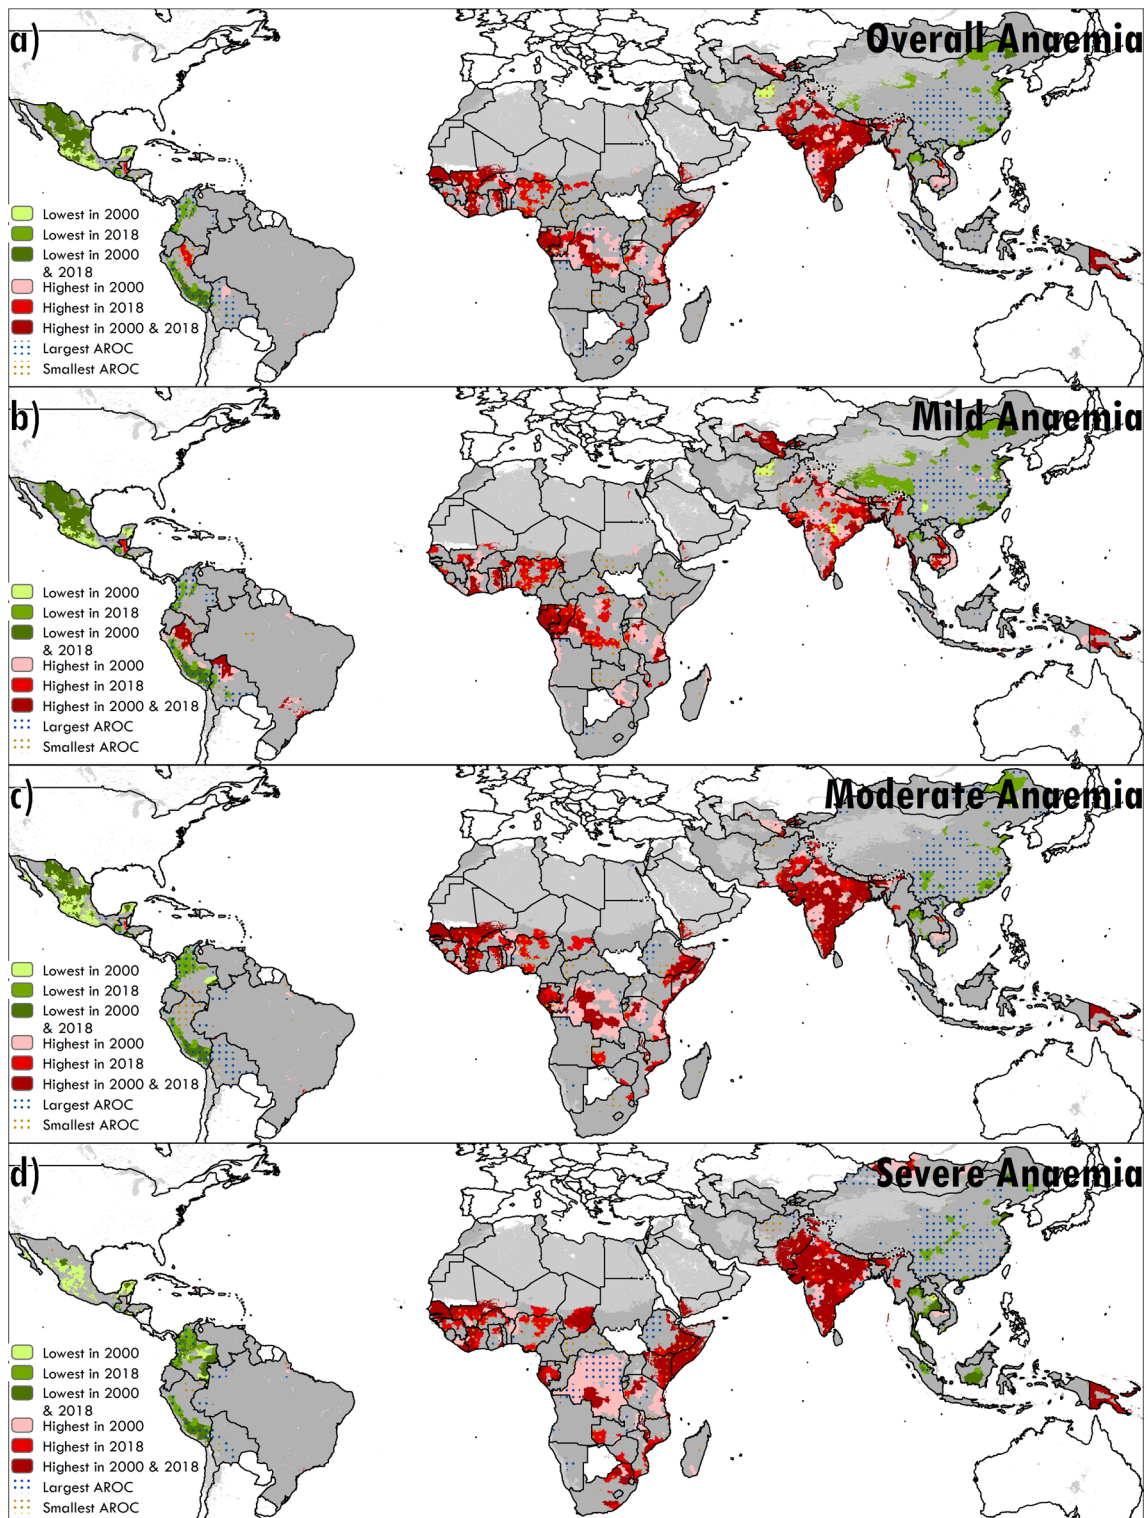 a)
Overall Anaemia
Lowest in 2000
Lowest in 2018
Lowest in 2000
& 2018
Highest in 2000
Highest in 2018
Highest in 2000 & 2018
Largest AROC
Smallest AROC
b)
Mild Anaemia
Lowest in 2000
Lowest in 2018
Lowest in 2000
& 2018
Highest in 2000
Highest in 2018
Highest in 2000 & 2018
Largest AROC
Smallest AROC
c)
Moderate Anaemia
Lowest in 2000
Lowest in 2018
Lowest in 2000
& 2018
Highest in 2000
Highest in 2018
Highest in 2000 & 2018
Largest AROC
Smallest AROC
d)
Severe Anaemia
Lowest in 2000
Lowest in 2018
Lowest in 2000
& 2018
Highest in 2000
Highest in 2018
Highest in 2000 & 2018
Largest AROC
Smallest AROC